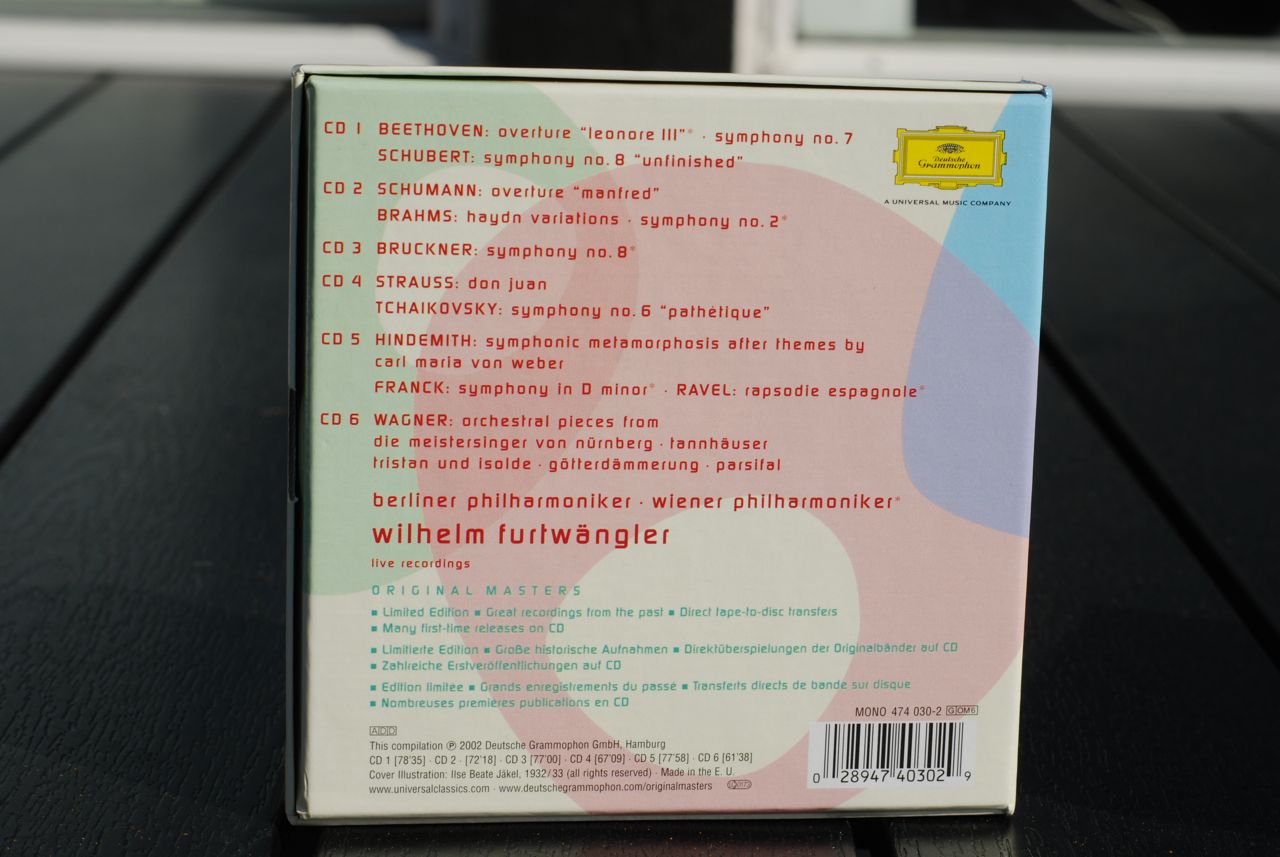 CD 1 BEETHOVEN: overture "leonore III"* · symphony no. 7
SCHUBERT: symphony no. 8 "unfinished"
CD 2 SCHUMANN: overture "manfred"
BRAHMS: haydn variations · symphony no. 2*
CD 3 BRUCKNER: symphony no. 8*
CD 4 STRAUSS: don juan
TCHAIKOVSKY: symphony no. 6 "pathétique"
CD 5 HINDEMITH: symphonic metamorphosis after themes by
carl maria von weber
FRANCK: symphony in D minor* · RAVEL: rapsodie espagnole*
CD 6 WAGNER: orchestral pieces from
die meistersinger von nürnberg · tannhäuser
tristan und isolde · götterdämmerung · parsifal
berliner philharmoniker · wiener philharmoniker*
wilhelm furtwängler
live recordings
Deutsche
Grammophon
A UNIVERSAL MUSIC COMPANY
ORIGINAL MASTERS
■ Limited Edition ■ Great recordings from the past ■ Direct tape-to-disc transfers
■ Many first-time releases on CD
■ Limitierte Edition ■ Große historische Aufnahmen ■ Direktüberspielungen der Originalbänder auf CD
■ Zahlreiche Erstveröffentlichungen auf CD
■ Edition limitée ■ Grands enregistrements du passé ■ Transferts directs de bande sur disque
■ Nombreuses premières publications en CD
MONO 474 030-2 GOM6
ADD
This compilation ℗ 2002 Deutsche Grammophon GmbH, Hamburg
CD 1 [78'35] · CD 2 · [72'18] · CD 3 [77'00] · CD 4 [67'09] · CD 5 [77'58] · CD 6 [61'38]
Cover Illustration: Ilse Beate Jäkel, 1932/33 (all rights reserved) · Made in the E. U.
www.universalclassics.com · www.deutschegrammophon.com/originalmasters
0 28947 40302 9